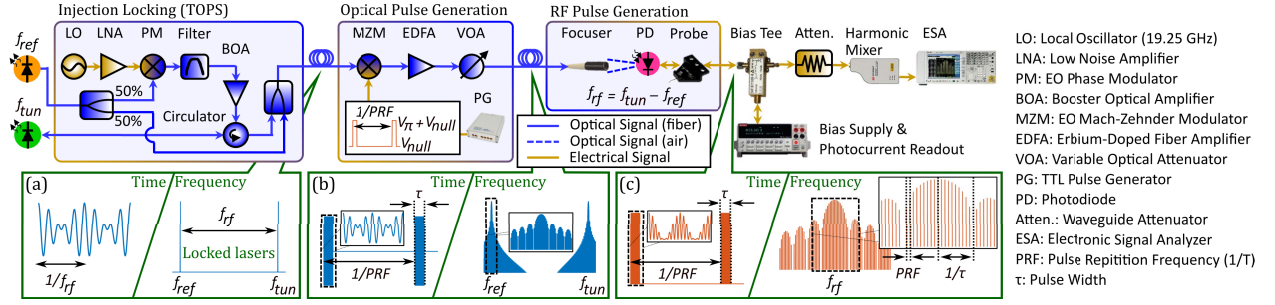 Injection Locking (TOPS)
Optical Pulse Generation
RF Pulse Generation
f_ref
LO LNA PM Filter
BOA
50%
50%
Circulator
f_tun
MZM EDFA VOA
1/PRF
V_π + V_null
V_null
PG
Focuser PD Probe
f_rf = f_tun − f_ref
Optical Signal (fiber)
Optical Signal (air)
Electrical Signal
Bias Tee Atten. Harmonic
Mixer
ESA
Bias Supply &
Photocurrent Readout
(a) Time Frequency
1/f_rf
f_rf
Locked lasers
f_ref f_tun
(b) Time Frequency
τ
1/PRF
f_ref f_tun
(c) Time Frequency
τ
1/PRF
f_rf
PRF 1/τ
LO: Local Oscillator (19.25 GHz)
LNA: Low Noise Amplifier
PM: EO Phase Modulator
BOA: Booster Optical Amplifier
MZM: EO Mach-Zehnder Modulator
EDFA: Erbium-Doped Fiber Amplifier
VOA: Variable Optical Attenuator
PG: TTL Pulse Generator
PD: Photodiode
Atten.: Waveguide Attenuator
ESA: Electronic Signal Analyzer
PRF: Pulse Repitition Frequency (1/T)
τ: Pulse Width